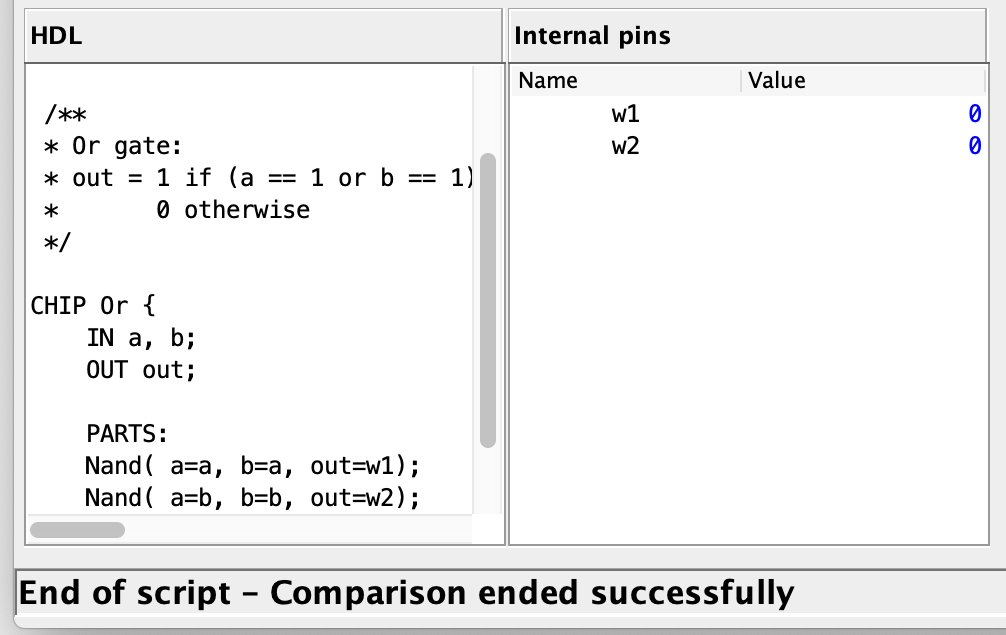 HDL
/**
* Or gate:
* out = 1 if (a == 1 or b == 1)
*       0 otherwise
*/
CHIP Or {
    IN a, b;
    OUT out;
    PARTS:
    Nand( a=a, b=a, out=w1);
    Nand( a=b, b=b, out=w2);
Internal pins
Name Value
w1 0
w2 0
End of script – Comparison ended successfully